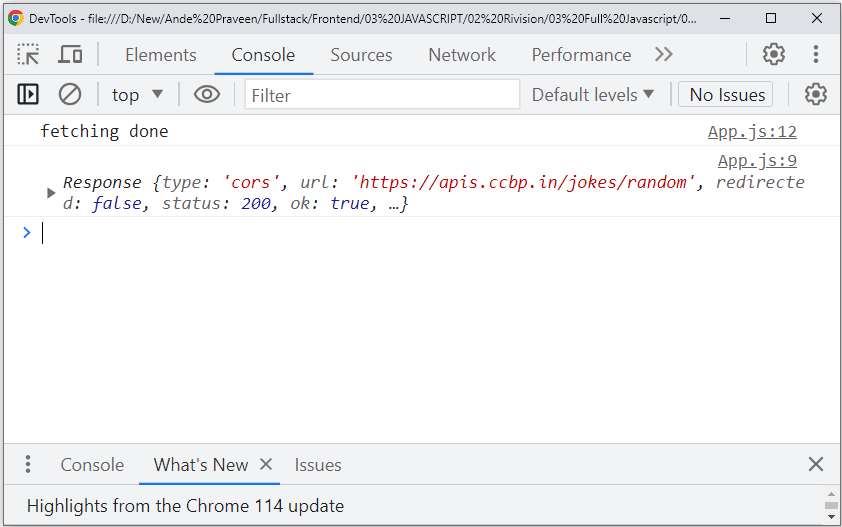 DevTools - file:///D:/New/Ande%20Praveen/Fullstack/Frontend/03%20JAVASCRIPT/02%20Rivision/03%20Full%20Javascript/0...
Elements Console Sources Network Performance
top Filter Default levels No Issues
fetching done App.js:12
App.js:9
Response {type: 'cors', url: 'https://apis.ccbp.in/jokes/random', redirecte
d: false, status: 200, ok: true, …}
Console What's New Issues
Highlights from the Chrome 114 update